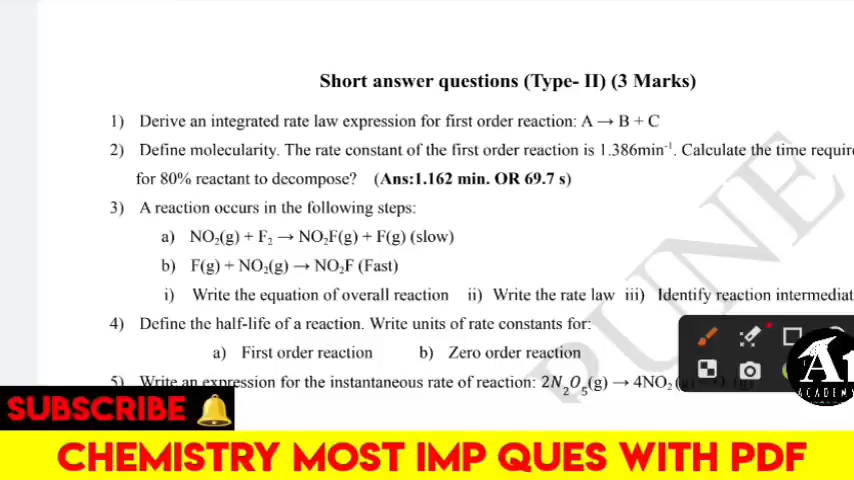 Short answer questions (Type- II) (3 Marks)
1) Derive an integrated rate law expression for first order reaction: A → B + C
2) Define molecularity. The rate constant of the first order reaction is 1.386min⁻¹. Calculate the time
for 80% reactant to decompose? (Ans:1.162 min. OR 69.7 s)
3) A reaction occurs in the following steps:
a) NO₂(g) + F₂ → NO₂F(g) + F(g) (slow)
b) F(g) + NO₂(g) → NO₂F (Fast)
i) Write the equation of overall reaction ii) Write the rate law iii) Identify reaction
4) Define the half-life of a reaction. Write units of rate constants for:
a) First order reaction b) Zero order reaction
5) Write an expression for the instantaneous rate of reaction: 2N₂O₅(g) → 4NO₂
PUNE
A1
ACADEMY
SUBSCRIBE
CHEMISTRY MOST IMP QUES WITH PDF